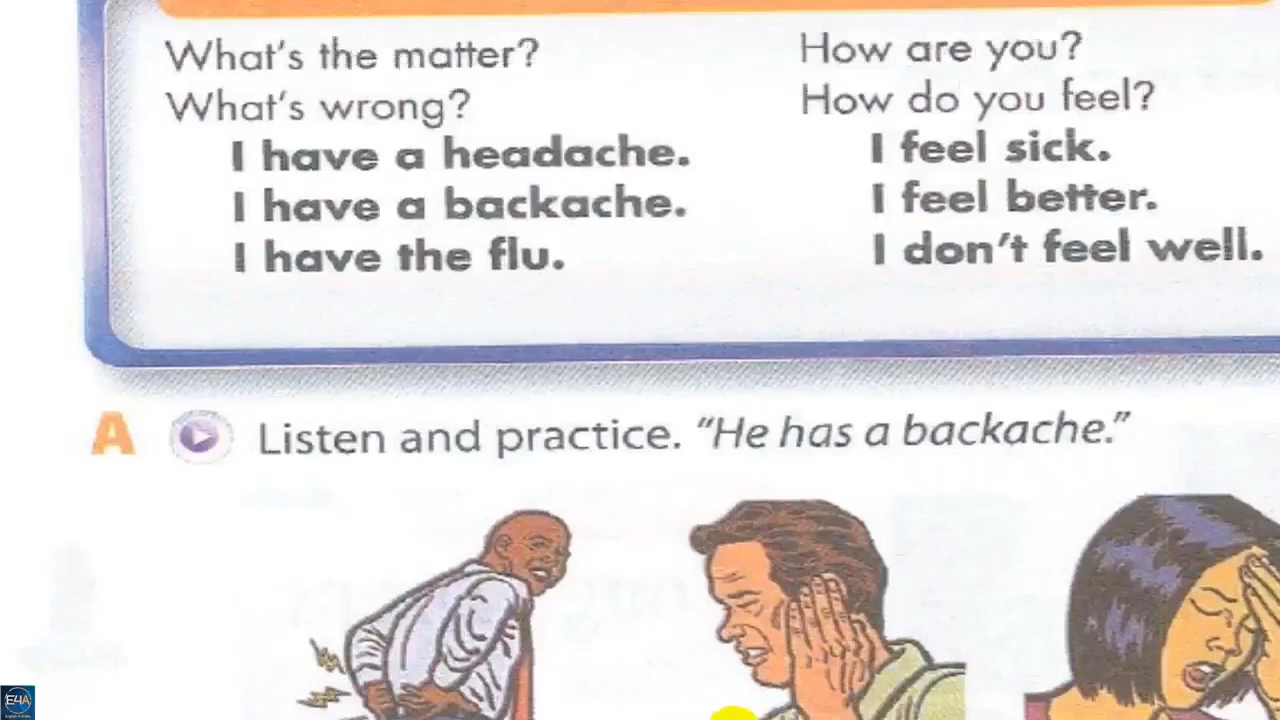 What's the matter?
What's wrong?
I have a headache.
I have a backache.
I have the flu.
How are you?
How do you feel?
I feel sick.
I feel better.
I don't feel well.
A Listen and practice. "He has a backache."
E4A